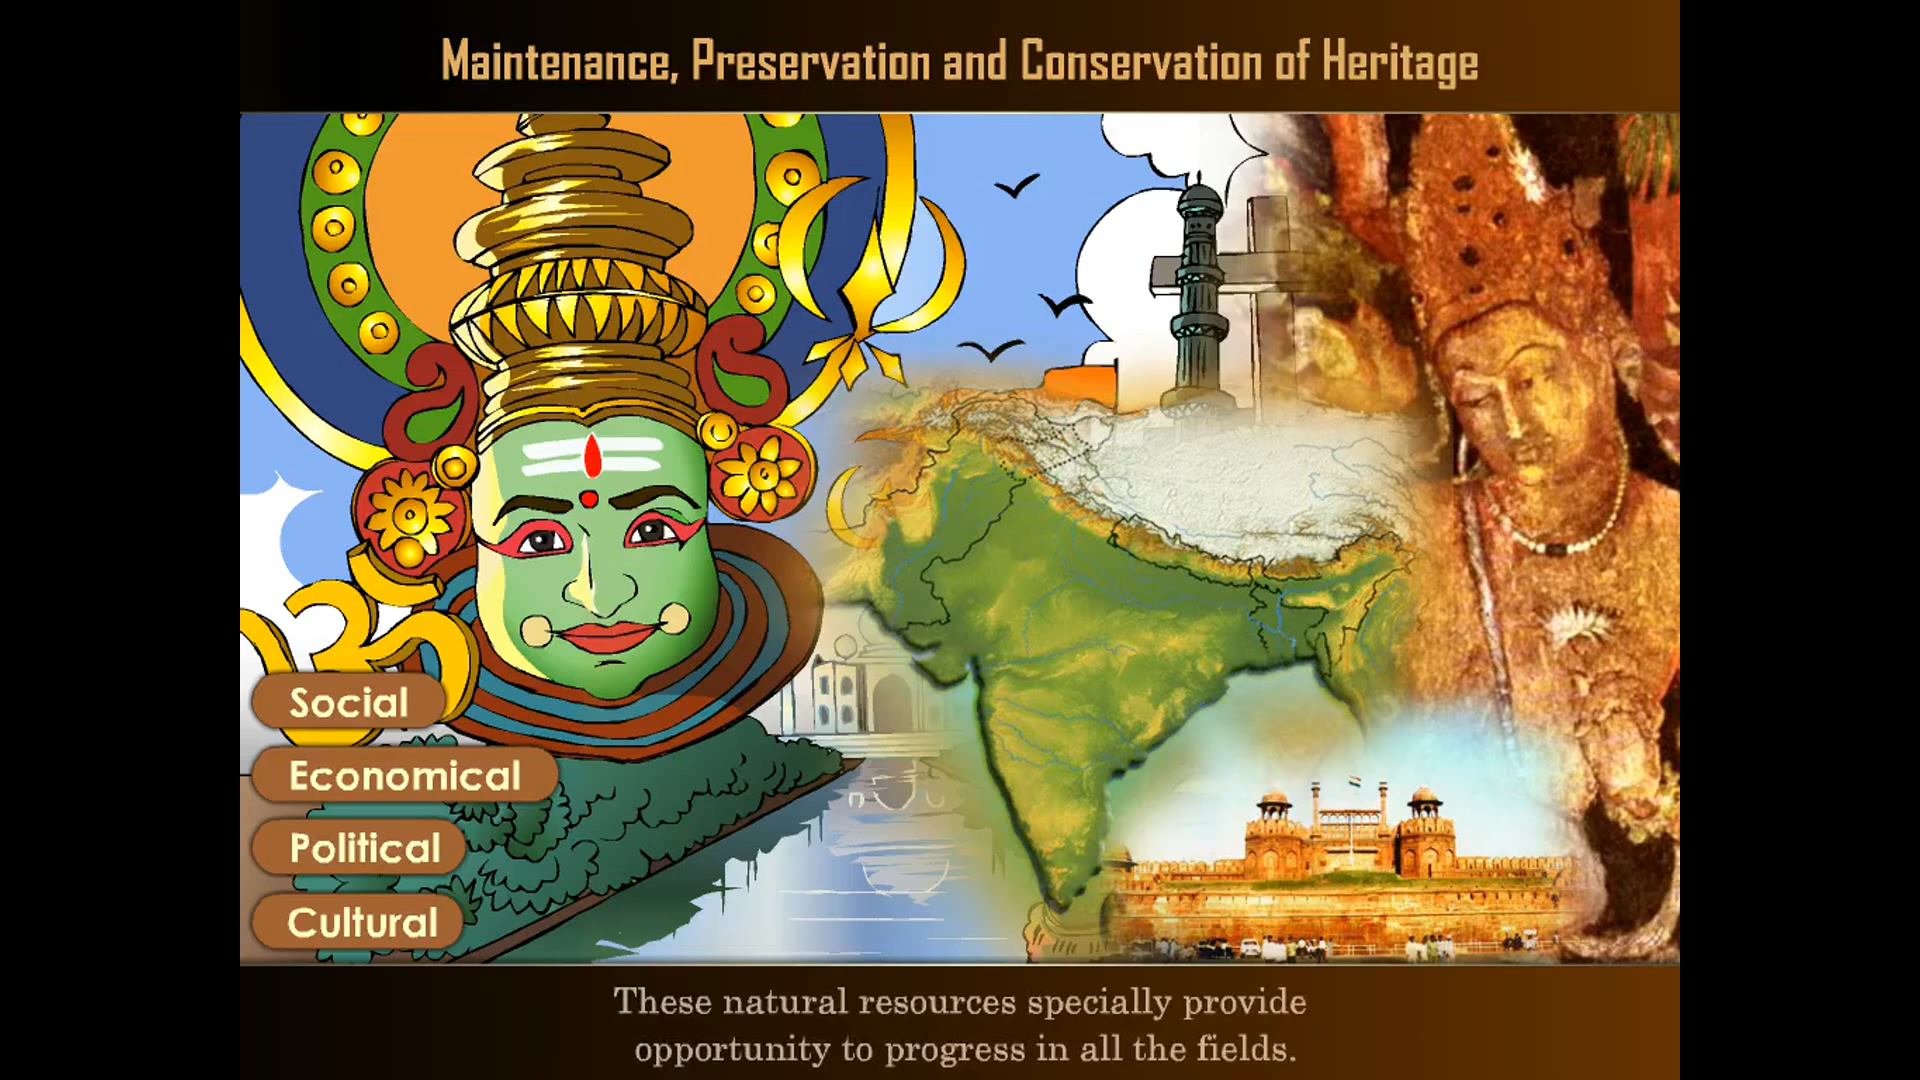 Maintenance, Preservation and Conservation of Heritage
Social
Economical
Political
Cultural
These natural resources specially provide
opportunity to progress in all the fields.